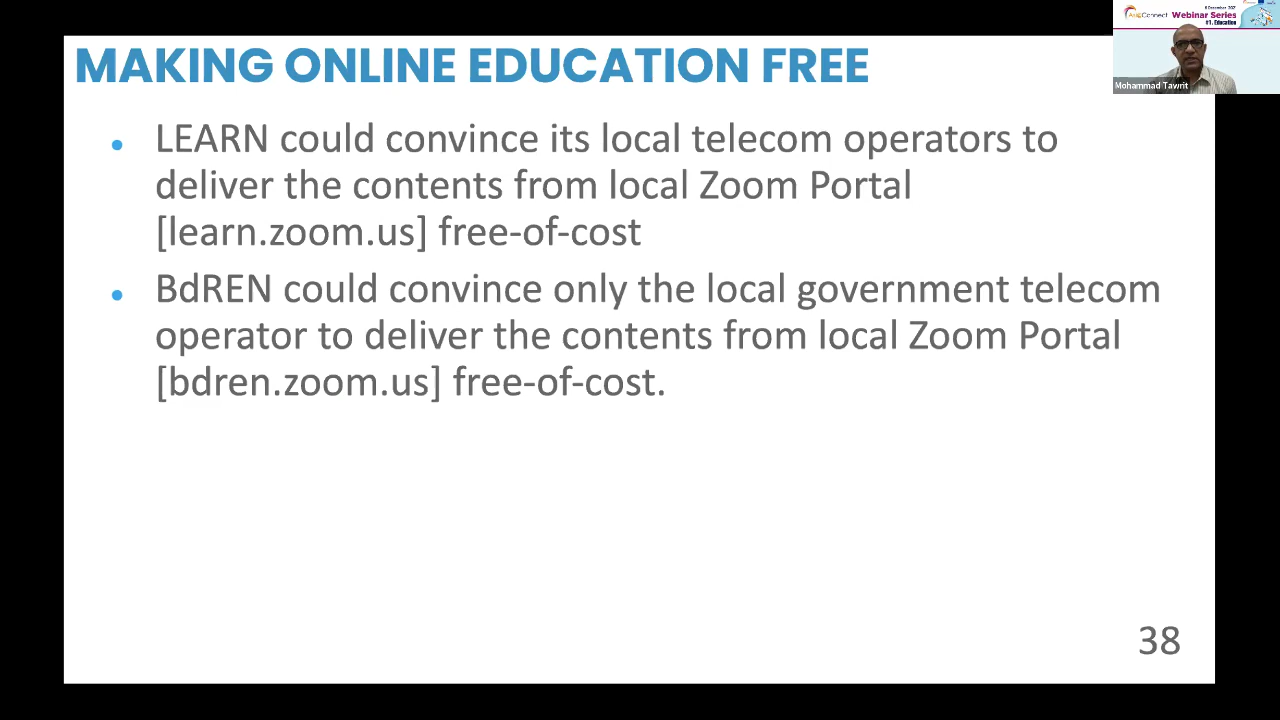 MAKING ONLINE EDUCATION FREE
• LEARN could convince its local telecom operators to
deliver the contents from local Zoom Portal
[learn.zoom.us] free-of-cost
• BdREN could convince only the local government telecom
operator to deliver the contents from local Zoom Portal
[bdren.zoom.us] free-of-cost.
38
Webinar Series
#1. Education
Mohammad Tawrit